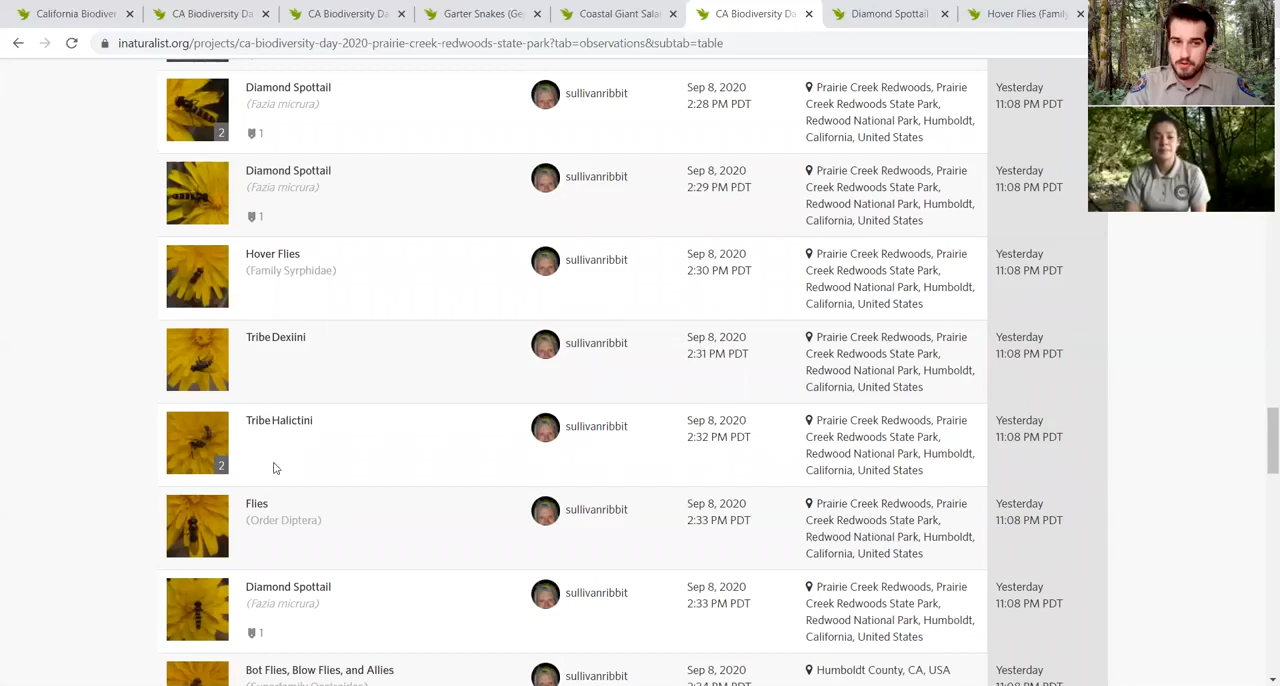 California Biodiver
CA Biodiversity Da
CA Biodiversity Da
Garter Snakes (Ge
Coastal Giant Sala
CA Biodiversity Da
Diamond Spottail
Hover Flies (Family
inaturalist.org/projects/ca-biodiversity-day-2020-prairie-creek-redwoods-state-park?tab=observations&subtab=table
Diamond Spottail
(Fazia micrura)
2
1
sullivanribbit
Sep 8, 2020
2:28 PM PDT
Prairie Creek Redwoods, Prairie
Creek Redwoods State Park,
Redwood National Park, Humboldt,
California, United States
Yesterday
11:08 PM PDT
Diamond Spottail
(Fazia micrura)
1
sullivanribbit
Sep 8, 2020
2:29 PM PDT
Prairie Creek Redwoods, Prairie
Creek Redwoods State Park,
Redwood National Park, Humboldt,
California, United States
Yesterday
11:08 PM PDT
Hover Flies
(Family Syrphidae)
sullivanribbit
Sep 8, 2020
2:30 PM PDT
Prairie Creek Redwoods, Prairie
Creek Redwoods State Park,
Redwood National Park, Humboldt,
California, United States
Yesterday
11:08 PM PDT
Tribe Dexiini
sullivanribbit
Sep 8, 2020
2:31 PM PDT
Prairie Creek Redwoods, Prairie
Creek Redwoods State Park,
Redwood National Park, Humboldt,
California, United States
Yesterday
11:08 PM PDT
Tribe Halictini
2
sullivanribbit
Sep 8, 2020
2:32 PM PDT
Prairie Creek Redwoods, Prairie
Creek Redwoods State Park,
Redwood National Park, Humboldt,
California, United States
Yesterday
11:08 PM PDT
Flies
(Order Diptera)
sullivanribbit
Sep 8, 2020
2:33 PM PDT
Prairie Creek Redwoods, Prairie
Creek Redwoods State Park,
Redwood National Park, Humboldt,
California, United States
Yesterday
11:08 PM PDT
Diamond Spottail
(Fazia micrura)
1
sullivanribbit
Sep 8, 2020
2:33 PM PDT
Prairie Creek Redwoods, Prairie
Creek Redwoods State Park,
Redwood National Park, Humboldt,
California, United States
Yesterday
11:08 PM PDT
Bot Flies, Blow Flies, and Allies
sullivanribbit
Sep 8, 2020
Humboldt County, CA, USA
Yesterday